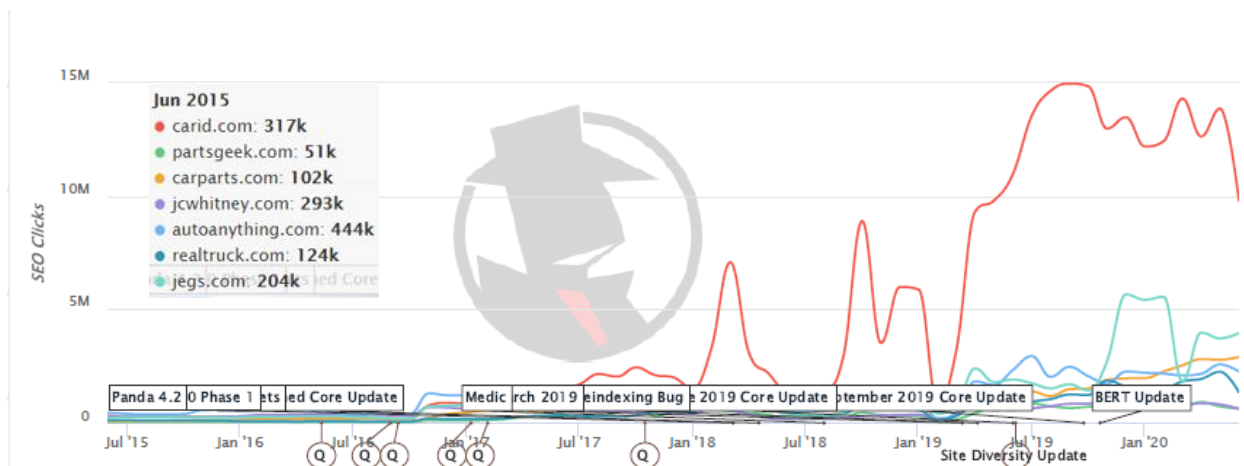 15M
Jun 2015
carid.com: 317k
partsgeek.com: 51k
carparts.com: 102k
jcwhitney.com: 293k
autoanything.com: 444k
realtruck.com: 124k
jegs.com: 204k
10M
SEO Clicks
5M
Panda 4.2 0 Phase 1 ets ed Core Update Medic rch 2019 eindexing Bug e 2019 Core Update ptember 2019 Core Update BERT Update
0
Jul '15 Jan '16 Jul '16 Jan '17 Jul '17 Jan '18 Jul '18 Jan '19 Jul '19 Jan '20
Q Q Q Q Q Q
Site Diversity Update